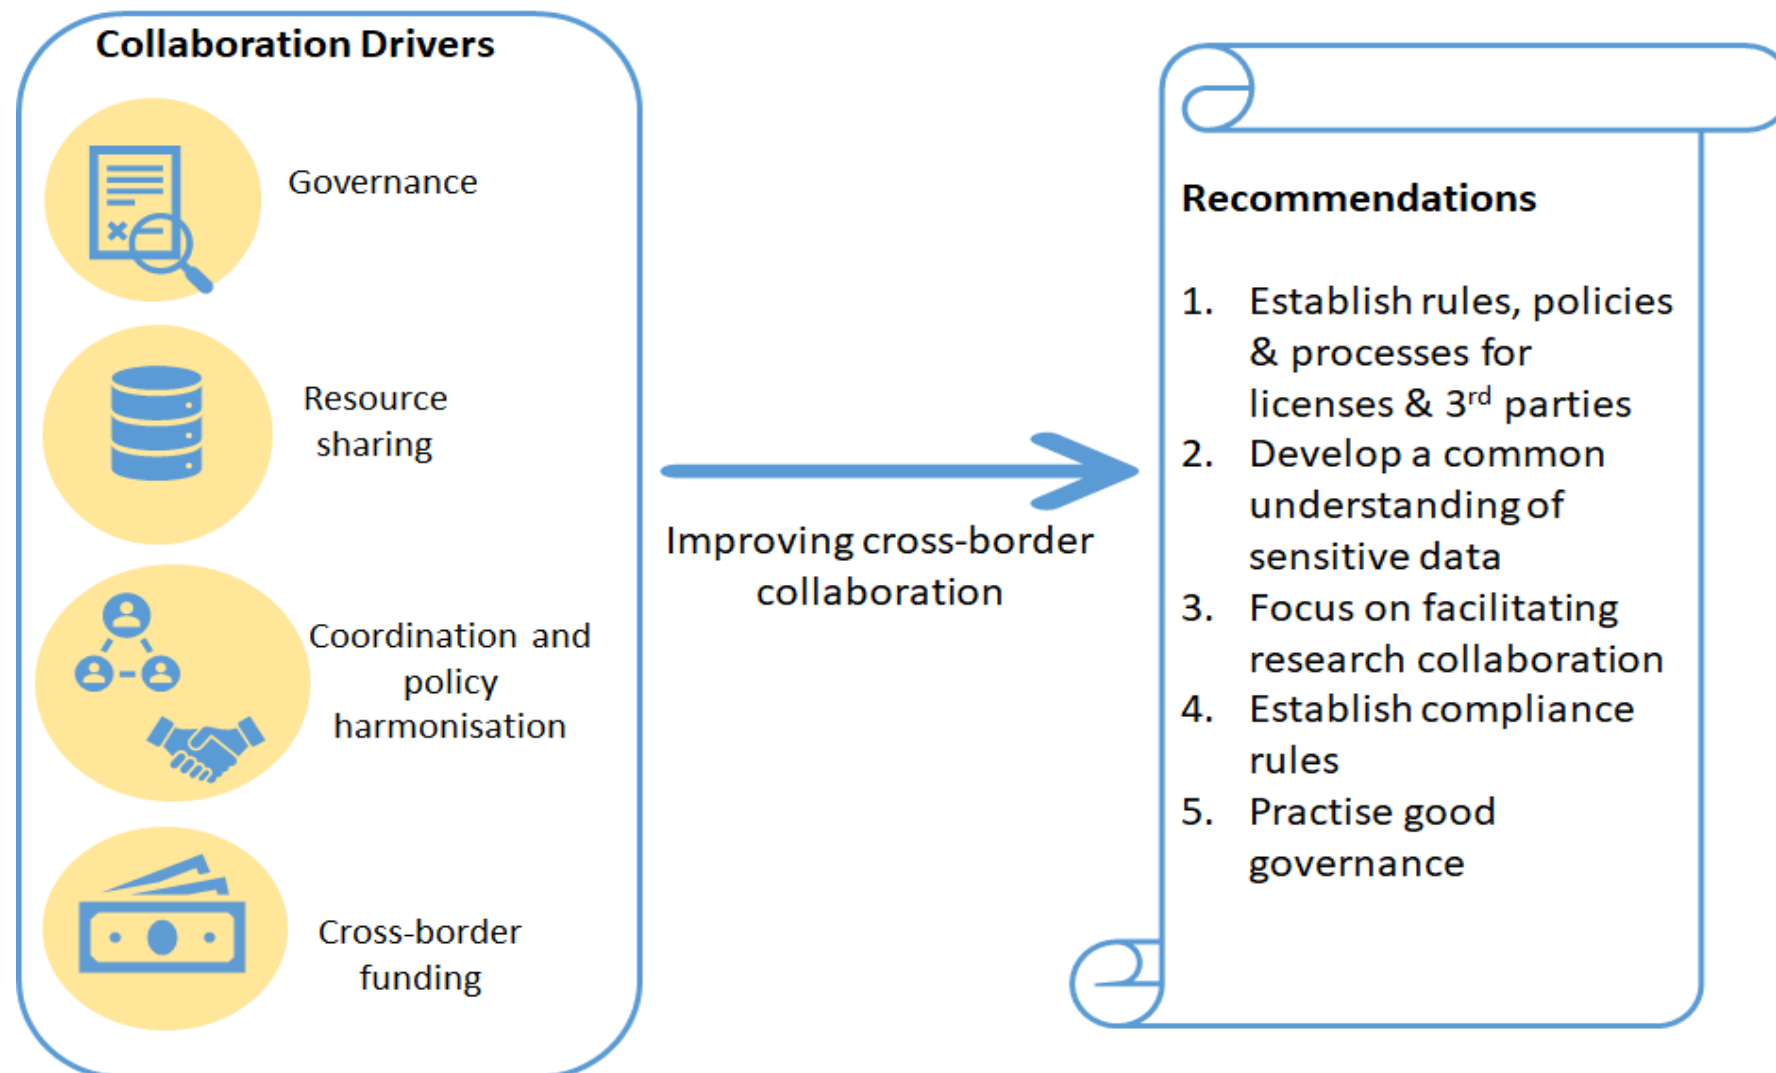 Collaboration Drivers
Governance
Resource
sharing
Coordination and
policy
harmonisation
Cross-border
funding
Improving cross-border
collaboration
Recommendations
1. Establish rules, policies
& processes for
licenses & 3rd parties
2. Develop a common
understanding of
sensitive data
3. Focus on facilitating
research collaboration
4. Establish compliance
rules
5. Practise good
governance